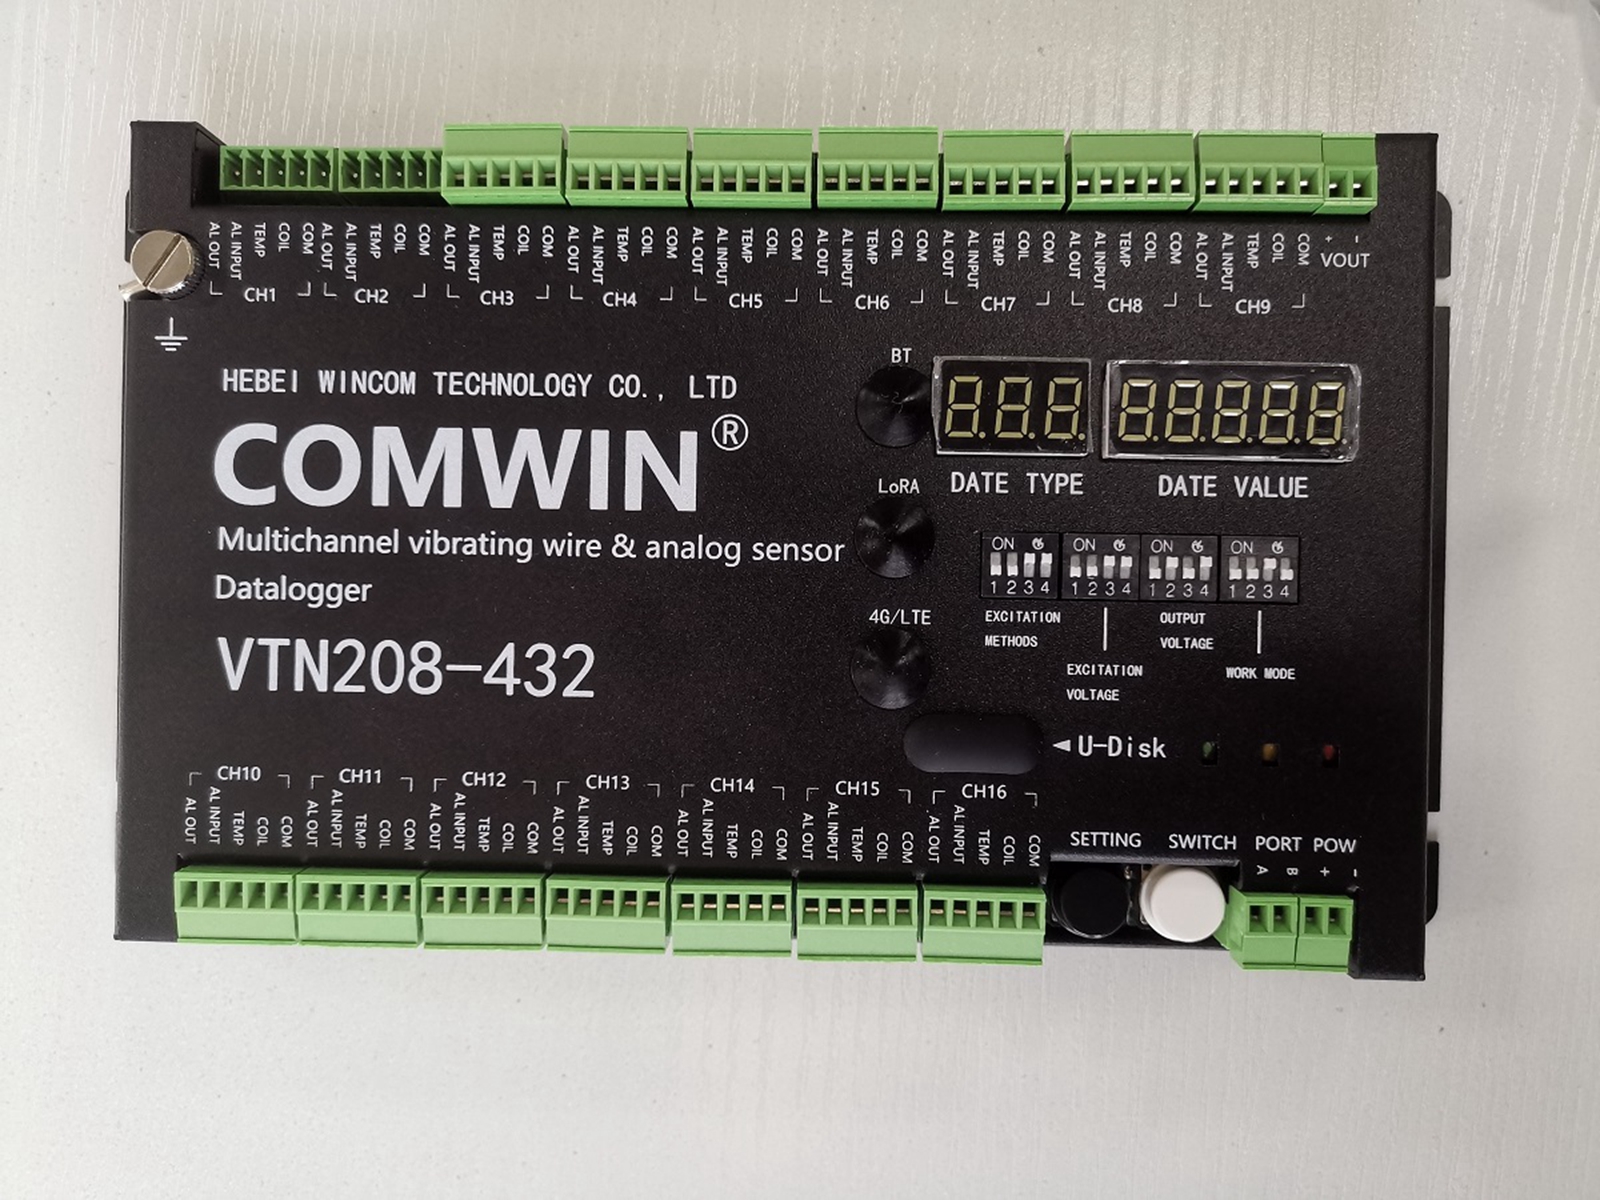 AL OUT AL INPUT TEMP COIL COM AL OUT AL INPUT TEMP COIL COM AL OUT AL INPUT TEMP COIL COM AL OUT AL INPUT TEMP COIL COM AL OUT AL INPUT TEMP COIL COM AL OUT AL INPUT TEMP COIL COM AL OUT AL INPUT TEMP COIL COM AL OUT AL INPUT TEMP COIL COM AL OUT AL INPUT TEMP COIL COM + -
VOUT
CH1 CH2 CH3 CH4 CH5 CH6 CH7 CH8 CH9
HEBEI WINCOM TECHNOLOGY CO., LTD
COMWIN®
Multichannel vibrating wire & analog sensor
Datalogger
VTN208-432
BT
LoRA
4G/LTE
DATE TYPE DATE VALUE
ON ON ON ON
1 2 3 4 1 2 3 4 1 2 3 4 1 2 3 4
EXCITATION
METHODS
EXCITATION
VOLTAGE
OUTPUT
VOLTAGE
WORK MODE
◄U-Disk
CH10 CH11 CH12 CH13 CH14 CH15 CH16
AL OUT AL INPUT TEMP COIL COM AL OUT AL INPUT TEMP COIL COM AL OUT AL INPUT TEMP COIL COM AL OUT AL INPUT TEMP COIL COM AL OUT AL INPUT TEMP COIL COM AL OUT AL INPUT TEMP COIL COM AL OUT AL INPUT TEMP COIL COM
SETTING SWITCH PORT POW
A B + -